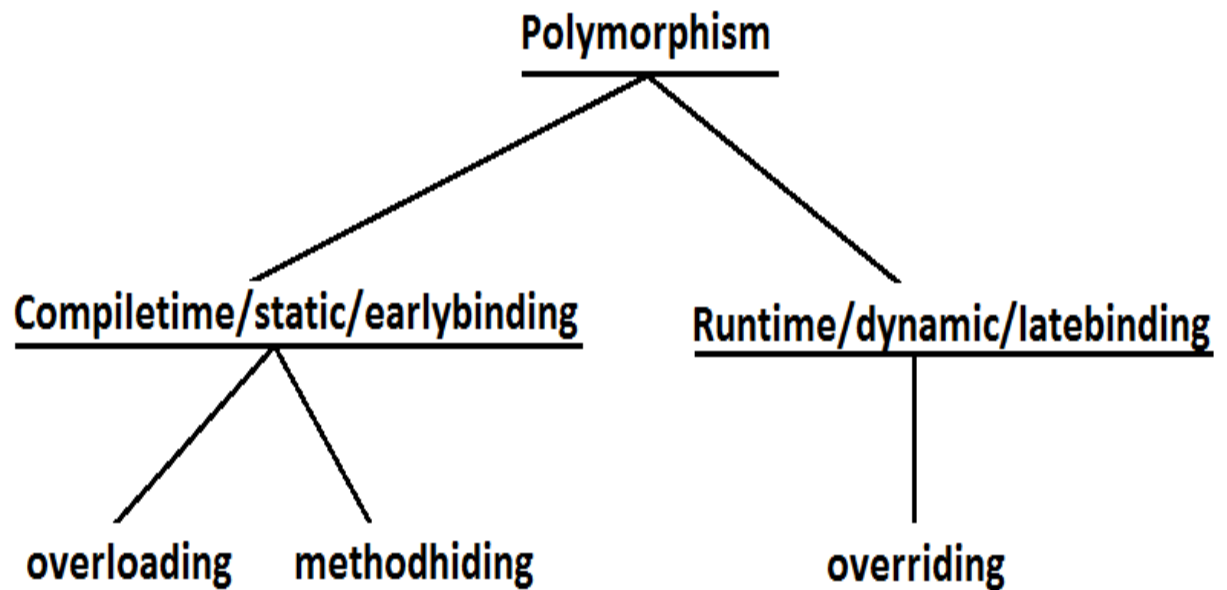 Polymorphism
Compiletime/static/earlybinding
Runtime/dynamic/latebinding
overloading
methodhiding
overriding